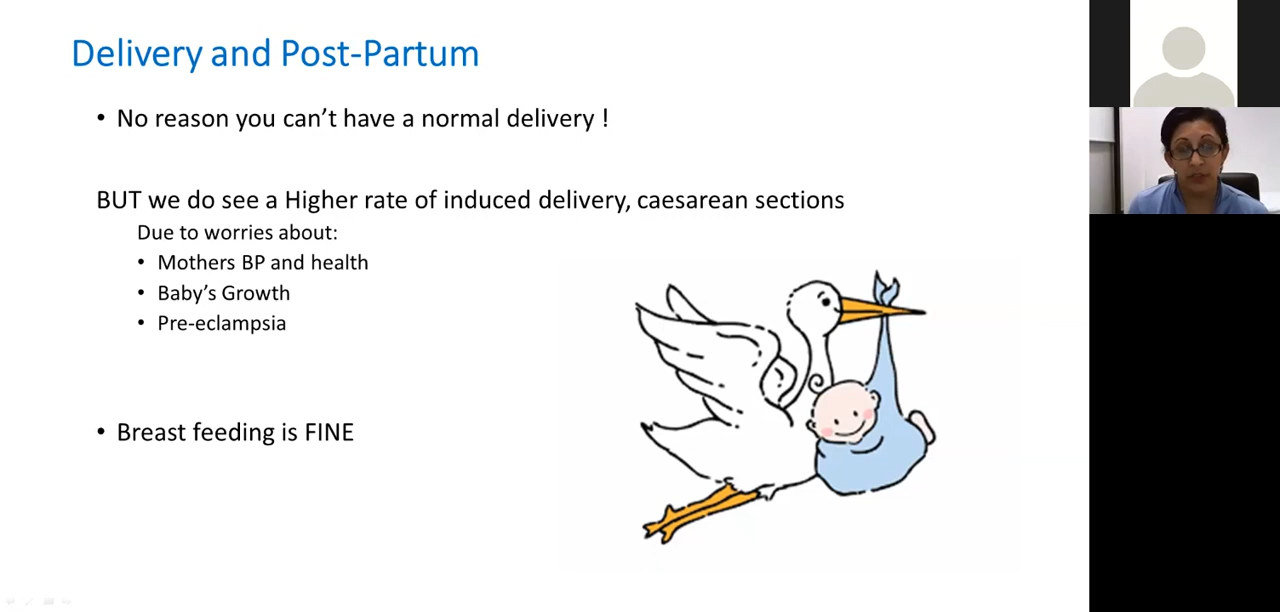 Delivery and Post-Partum
• No reason you can't have a normal delivery !
BUT we do see a Higher rate of induced delivery, caesarean sections
Due to worries about:
• Mothers BP and health
• Baby's Growth
• Pre-eclampsia
• Breast feeding is FINE